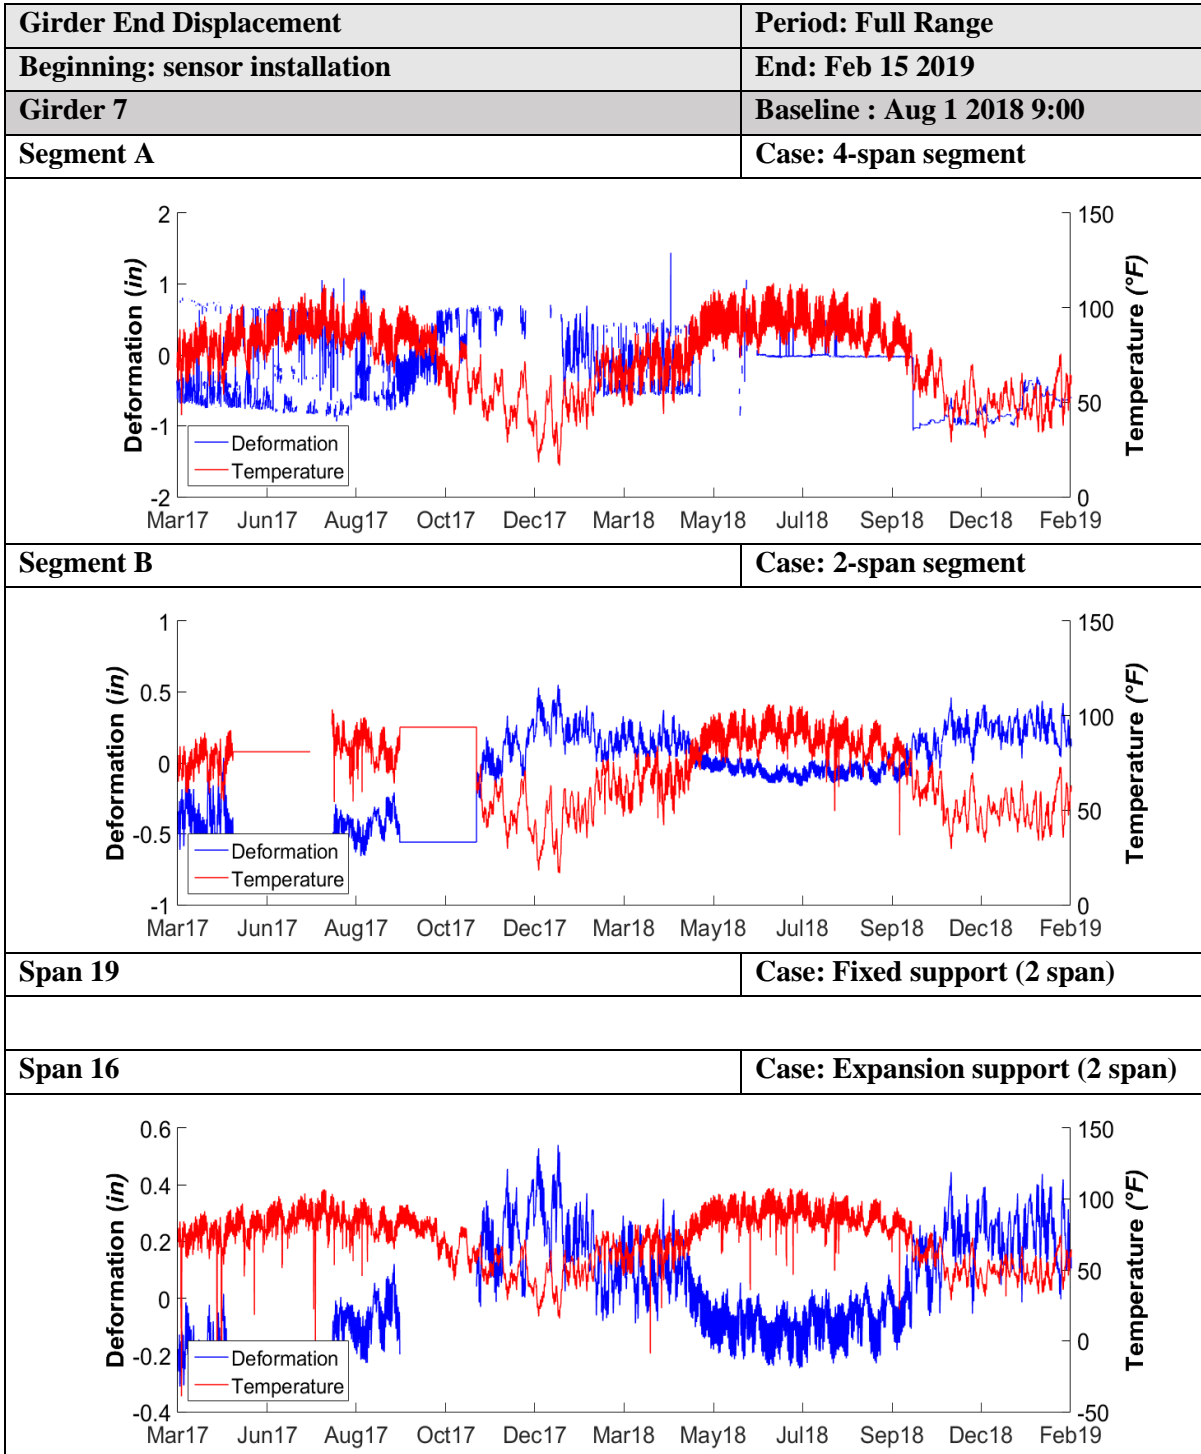 Girder End Displacement Period: Full Range
Beginning: sensor installation End: Feb 15 2019
Girder 7 Baseline : Aug 1 2018 9:00
Segment A Case: 4-span segment
2 150
1 100
0
-1 50
-2 0
Deformation (in)
Temperature (°F)
Deformation
Temperature
Mar17 Jun17 Aug17 Oct17 Dec17 Mar18 May18 Jul18 Sep18 Dec18 Feb19
Segment B Case: 2-span segment
1 150
0.5 100
0
-0.5 50
-1 0
Deformation (in)
Temperature (°F)
Deformation
Temperature
Mar17 Jun17 Aug17 Oct17 Dec17 Mar18 May18 Jul18 Sep18 Dec18 Feb19
Span 19 Case: Fixed support (2 span)
Span 16 Case: Expansion support (2 span)
0.6 150
0.4 100
0.2 50
0
-0.2 0
-0.4 -50
Deformation (in)
Temperature (°F)
Deformation
Temperature
Mar17 Jun17 Aug17 Oct17 Dec17 Mar18 May18 Jul18 Sep18 Dec18 Feb19